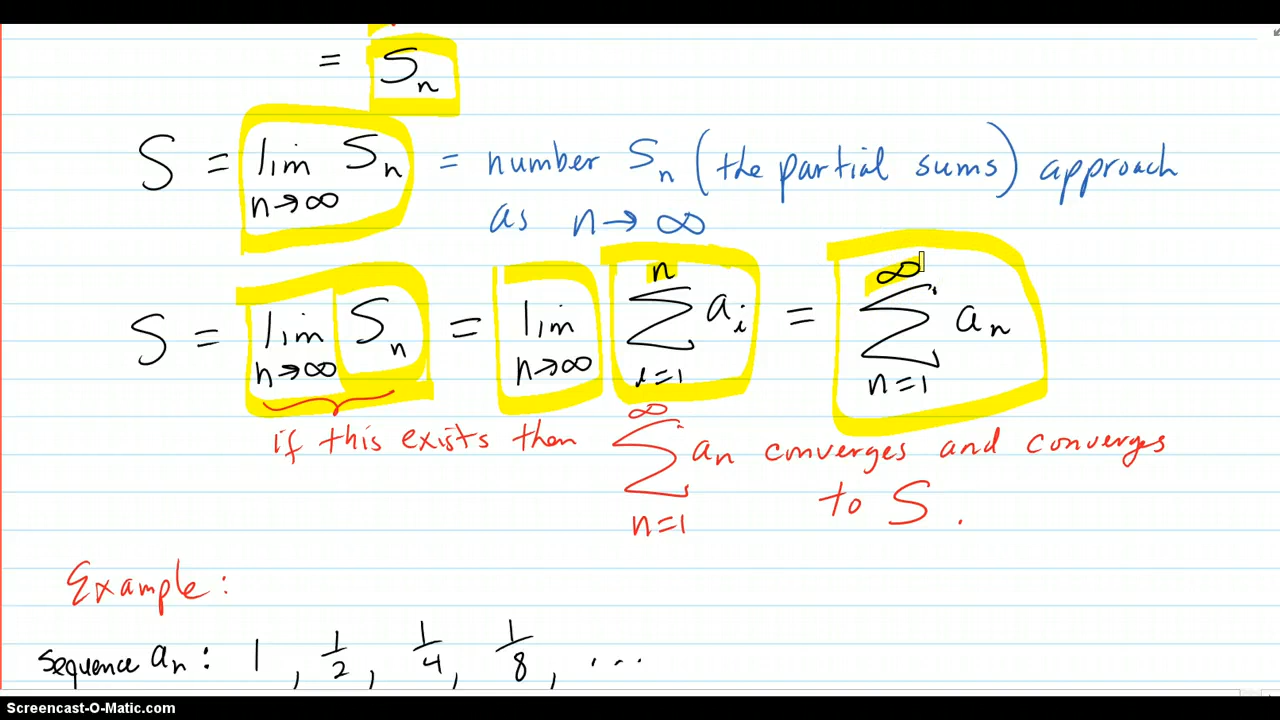 = Sₙ
S = lim n→∞ Sₙ = number Sₙ (the partial sums) approach
as n → ∞
S = lim n→∞ Sₙ = lim n→∞ ∑ i=1 n aᵢ = ∑ n=1 ∞ aₙ
if this exists then ∑ n=1 ∞ aₙ converges and converges
to S.
Example:
sequence aₙ: 1, 1/2, 1/4, 1/8, ...
Screencast-O-Matic.com